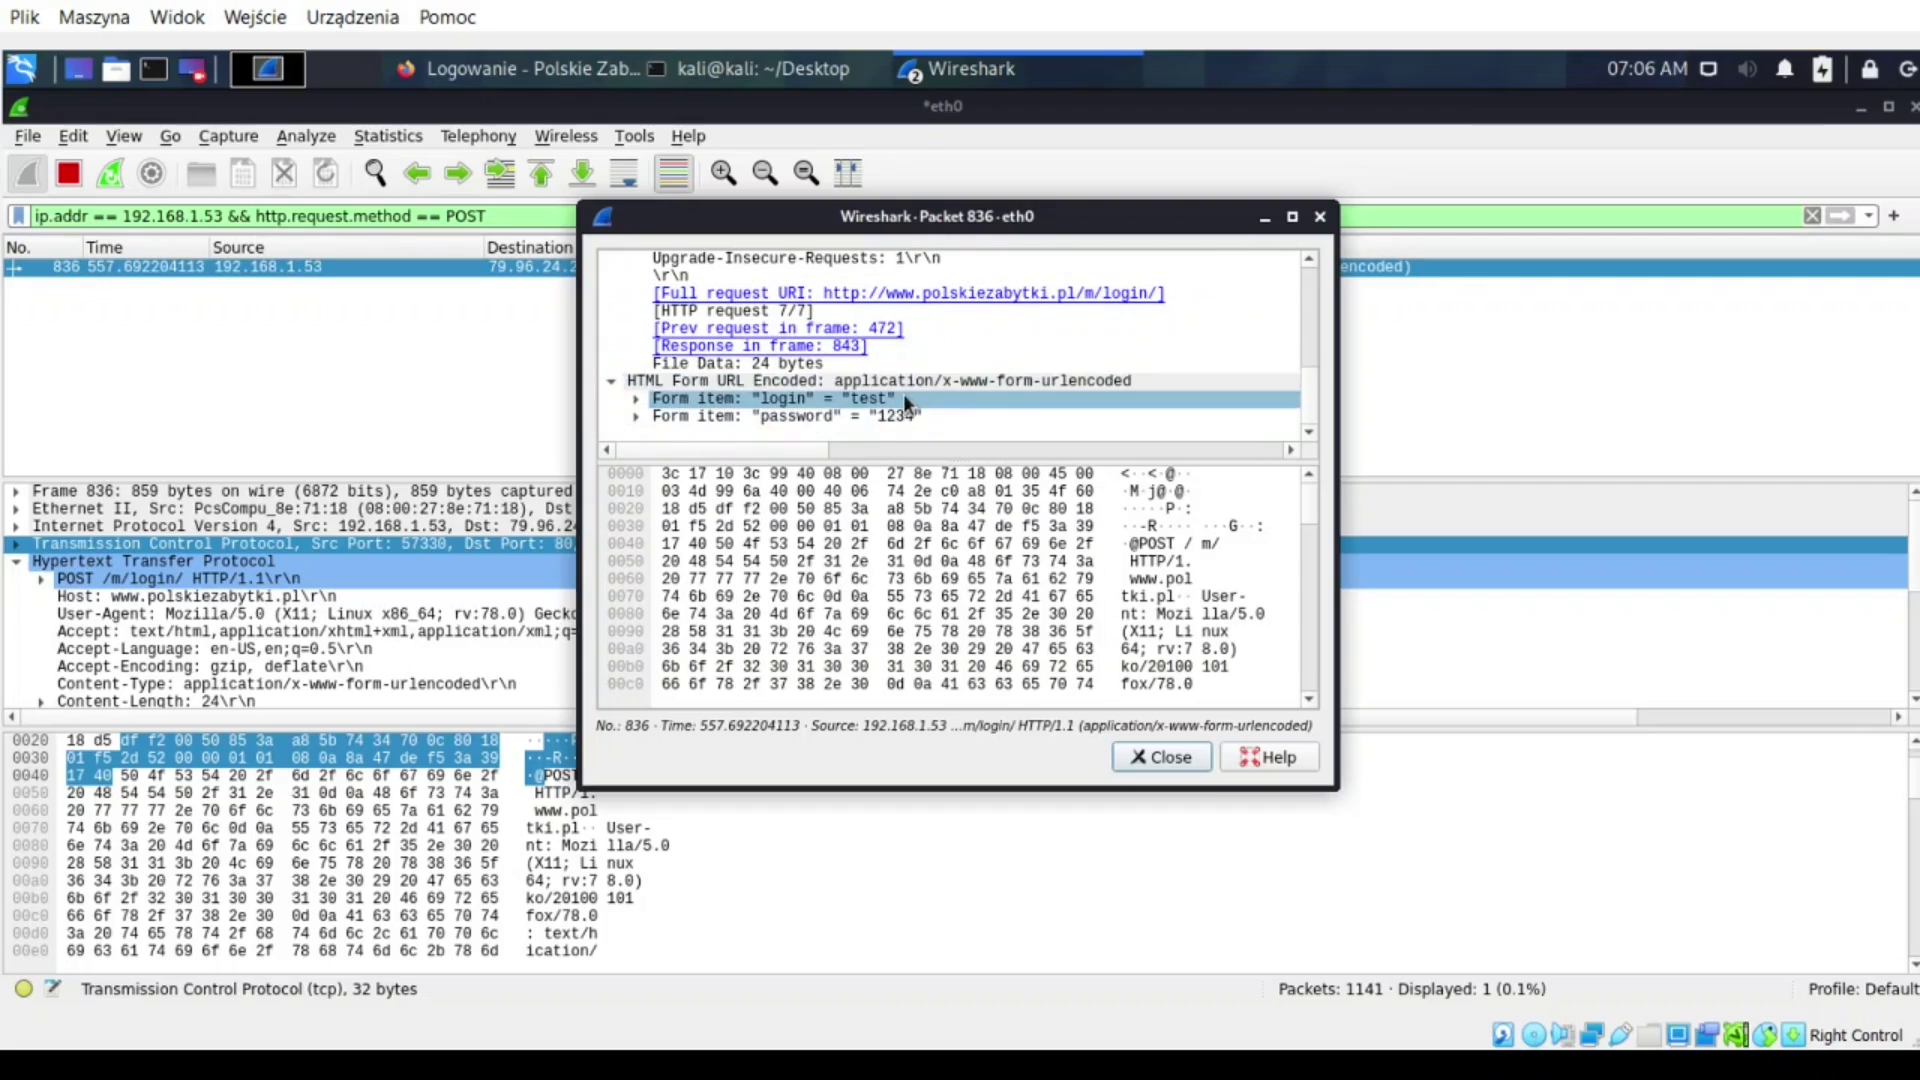 Plik Maszyna Widok Wejście Urządzenia Pomoc
Logowanie - Polskie Zab... kali@kali: ~/Desktop 2 Wireshark 07:06 AM
*eth0
File Edit View Go Capture Analyze Statistics Telephony Wireless Tools Help
ip.addr == 192.168.1.53 && http.request.method == POST
No. Time Source Destination
836 557.692204113 192.168.1.53 79.96.24.2 encoded)
Frame 836: 859 bytes on wire (6872 bits), 859 bytes captured
Ethernet II, Src: PcsCompu_8e:71:18 (08:00:27:8e:71:18), Dst
Internet Protocol Version 4, Src: 192.168.1.53, Dst: 79.96.24
Transmission Control Protocol, Src Port: 57330, Dst Port: 80,
Hypertext Transfer Protocol
POST /m/login/ HTTP/1.1\r\n
Host: www.polskiezabytki.pl\r\n
User-Agent: Mozilla/5.0 (X11; Linux x86_64; rv:78.0) Gecko
Accept: text/html,application/xhtml+xml,application/xml;q=
Accept-Language: en-US,en;q=0.5\r\n
Accept-Encoding: gzip, deflate\r\n
Content-Type: application/x-www-form-urlencoded\r\n
Content-Length: 24\r\n
0020 18 d5 df f2 00 50 85 3a a8 5b 74 34 70 0c 80 18 ·····P
0030 01 f5 2d 52 00 00 01 01 08 0a 8a 47 de f5 3a 39 ··-R··
0040 17 40 50 4f 53 54 20 2f 6d 2f 6c 6f 67 69 6e 2f ·@POST
0050 20 48 54 54 50 2f 31 2e 31 0d 0a 48 6f 73 74 3a HTTP/1.
0060 20 77 77 77 2e 70 6f 6c 73 6b 69 65 7a 61 62 79 www.pol
0070 74 6b 69 2e 70 6c 0d 0a 55 73 65 72 2d 41 67 65 tki.pl·· User-
0080 6e 74 3a 20 4d 6f 7a 69 6c 6c 61 2f 35 2e 30 20 nt: Mozi lla/5.0
0090 28 58 31 31 3b 20 4c 69 6e 75 78 20 78 38 36 5f (X11; Li nux
00a0 36 34 3b 20 72 76 3a 37 38 2e 30 29 20 47 65 63 64; rv:7 8.0)
00b0 6b 6f 2f 32 30 31 30 30 31 30 31 20 46 69 72 65 ko/20100 101
00c0 66 6f 78 2f 37 38 2e 30 0d 0a 41 63 63 65 70 74 fox/78.0
00d0 3a 20 74 65 78 74 2f 68 74 6d 6c 2c 61 70 70 6c : text/h
00e0 69 63 61 74 69 6f 6e 2f 78 68 74 6d 6c 2b 78 6d ication/
Wireshark · Packet 836 · eth0
Upgrade-Insecure-Requests: 1\r\n
\r\n
[Full request URI: http://www.polskiezabytki.pl/m/login/]
[HTTP request 7/7]
[Prev request in frame: 472]
[Response in frame: 843]
File Data: 24 bytes
HTML Form URL Encoded: application/x-www-form-urlencoded
Form item: "login" = "test"
Form item: "password" = "1234"
0000 3c 17 10 3c 99 40 08 00 27 8e 71 18 08 00 45 00 <··<·@··
0010 03 4d 99 6a 40 00 40 06 74 2e c0 a8 01 35 4f 60 ·M·j@·@·
0020 18 d5 df f2 00 50 85 3a a8 5b 74 34 70 0c 80 18 ·····P·:
0030 01 f5 2d 52 00 00 01 01 08 0a 8a 47 de f5 3a 39 ··-R···· ···G··:
0040 17 40 50 4f 53 54 20 2f 6d 2f 6c 6f 67 69 6e 2f ·@POST / m/
0050 20 48 54 54 50 2f 31 2e 31 0d 0a 48 6f 73 74 3a HTTP/1.
0060 20 77 77 77 2e 70 6f 6c 73 6b 69 65 7a 61 62 79 www.pol
0070 74 6b 69 2e 70 6c 0d 0a 55 73 65 72 2d 41 67 65 tki.pl·· User-
0080 6e 74 3a 20 4d 6f 7a 69 6c 6c 61 2f 35 2e 30 20 nt: Mozi lla/5.0
0090 28 58 31 31 3b 20 4c 69 6e 75 78 20 78 38 36 5f (X11; Li nux
00a0 36 34 3b 20 72 76 3a 37 38 2e 30 29 20 47 65 63 64; rv:7 8.0)
00b0 6b 6f 2f 32 30 31 30 30 31 30 31 20 46 69 72 65 ko/20100 101
00c0 66 6f 78 2f 37 38 2e 30 0d 0a 41 63 63 65 70 74 fox/78.0
No.: 836 · Time: 557.692204113 · Source: 192.168.1.53 ...m/login/ HTTP/1.1 (application/x-www-form-urlencoded)
Close Help
Transmission Control Protocol (tcp), 32 bytes Packets: 1141 · Displayed: 1 (0.1%) Profile: Default
Right Control